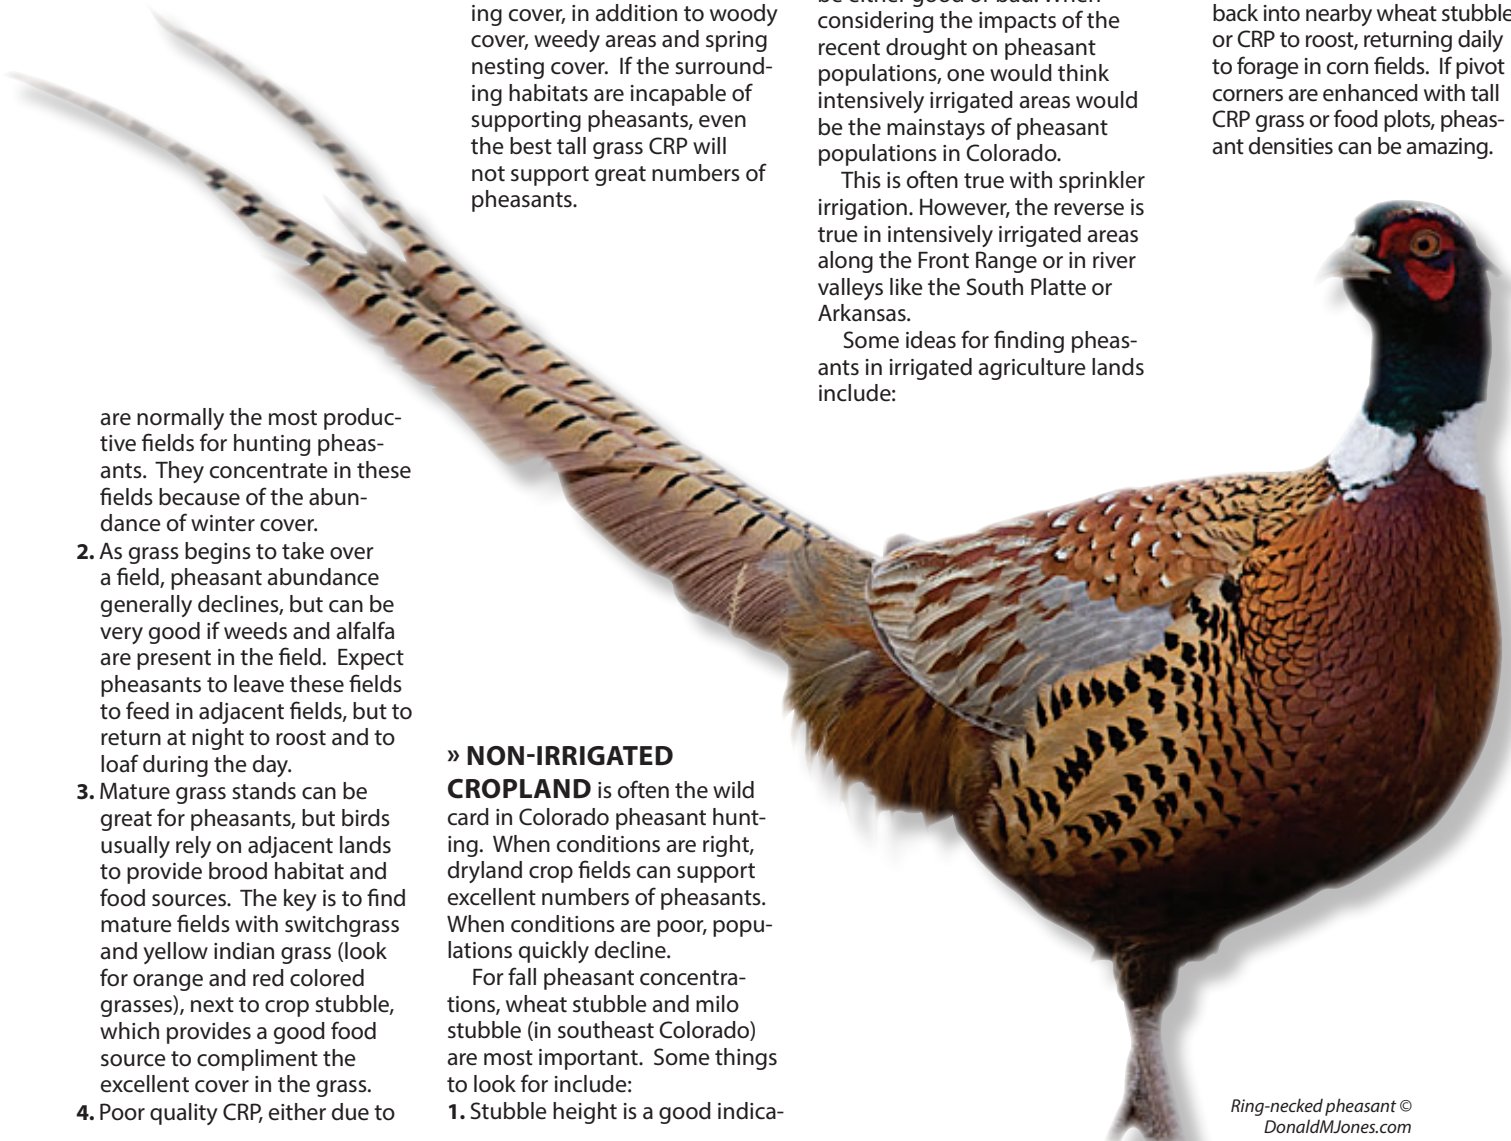 are normally the most produc-
tive fields for hunting pheas-
ants. They concentrate in these
fields because of the abun-
dance of winter cover.
2. As grass begins to take over
a field, pheasant abundance
generally declines, but can be
very good if weeds and alfalfa
are present in the field. Expect
pheasants to leave these fields
to feed in adjacent fields, but to
return at night to roost and to
loaf during the day.
3. Mature grass stands can be
great for pheasants, but birds
usually rely on adjacent lands
to provide brood habitat and
food sources. The key is to find
mature fields with switchgrass
and yellow indian grass (look
for orange and red colored
grasses), next to crop stubble,
which provides a good food
source to compliment the
excellent cover in the grass.
4. Poor quality CRP, either due to
ing cover, in addition to woody
cover, weedy areas and spring
nesting cover. If the surround-
ing habitats are incapable of
supporting pheasants, even
the best tall grass CRP will
not support great numbers of
pheasants.
» NON-IRRIGATED
CROPLAND is often the wild
card in Colorado pheasant hunt-
ing. When conditions are right,
dryland crop fields can support
excellent numbers of pheasants.
When conditions are poor, popu-
lations quickly decline.
For fall pheasant concentra-
tions, wheat stubble and milo
stubble (in southeast Colorado)
are most important. Some things
to look for include:
1. Stubble height is a good indica-
be either good or bad. When
considering the impacts of the
recent drought on pheasant
populations, one would think
intensively irrigated areas would
be the mainstays of pheasant
populations in Colorado.
This is often true with sprinkler
irrigation. However, the reverse is
true in intensively irrigated areas
along the Front Range or in river
valleys like the South Platte or
Arkansas.
Some ideas for finding pheas-
ants in irrigated agriculture lands
include:
back into nearby wheat stubble
or CRP to roost, returning daily
to forage in corn fields. If pivot
corners are enhanced with tall
CRP grass or food plots, pheas-
ant densities can be amazing.
Ring-necked pheasant ©
DonaldMJones.com